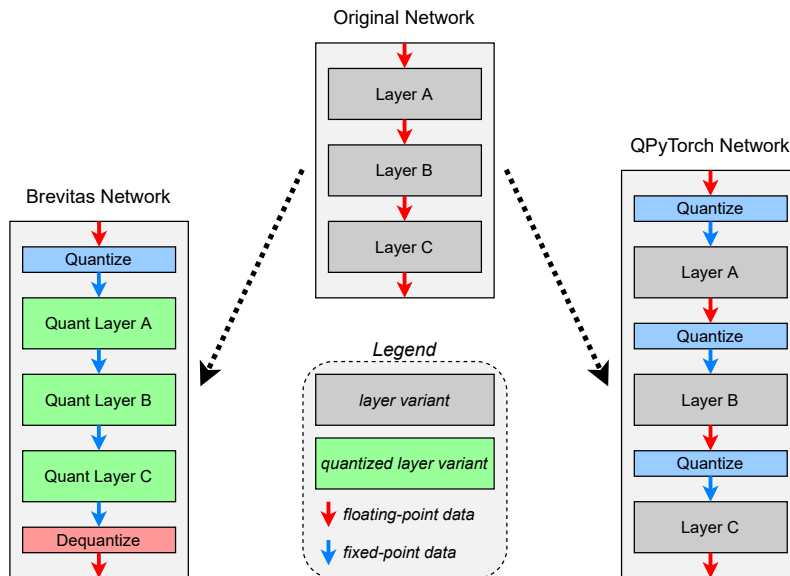 Original Network
Layer A
Layer B
Layer C
Brevitas Network
Quantize
Quant Layer A
Quant Layer B
Quant Layer C
Dequantize
QPyTorch Network
Quantize
Layer A
Quantize
Layer B
Quantize
Layer C
Legend
layer variant
quantized layer variant
floating-point data
fixed-point data